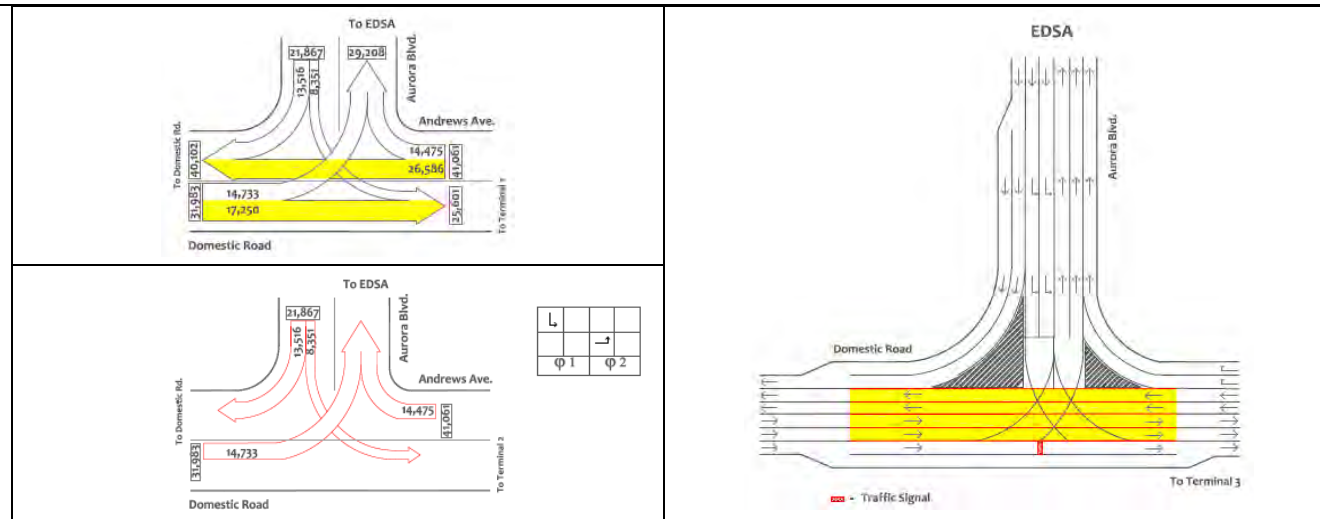 To EDSA
21,867
29,208
13,516
8,351
Aurora Blvd.
Andrews Ave.
To Domestic Rd.
40,102
14,475
26,586
41,061
31,983
14,733
17,250
25,601
To Terminal 7
Domestic Road
To EDSA
21,867
13,516
8,351
Aurora Blvd.
φ 1
φ 2
Andrews Ave.
To Domestic Rd.
14,475
41,061
31,983
14,733
To Terminal 2
Domestic Road
EDSA
Aurora Blvd.
Domestic Road
To Terminal 3
- Traffic Signal